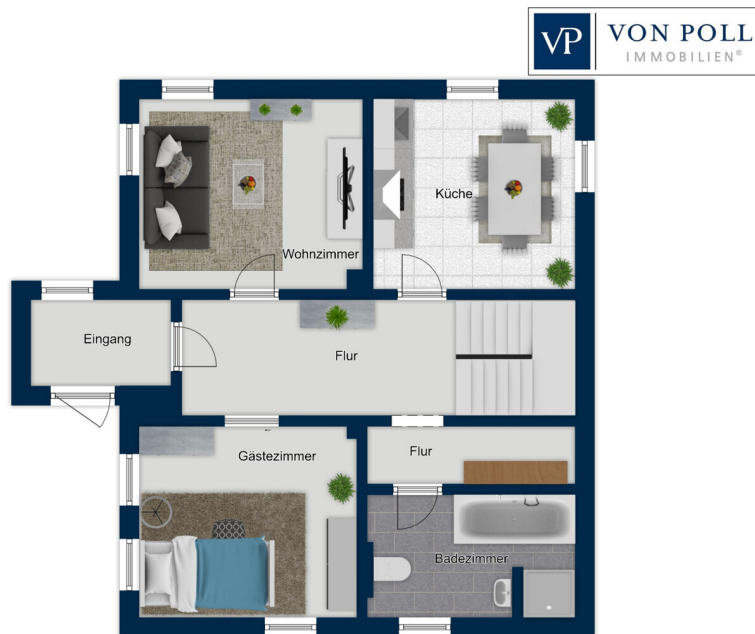 VP
VON POLL
IMMOBILIEN®
Küche
Wohnzimmer
Eingang
Flur
Gästezimmer
Flur
Badezimmer